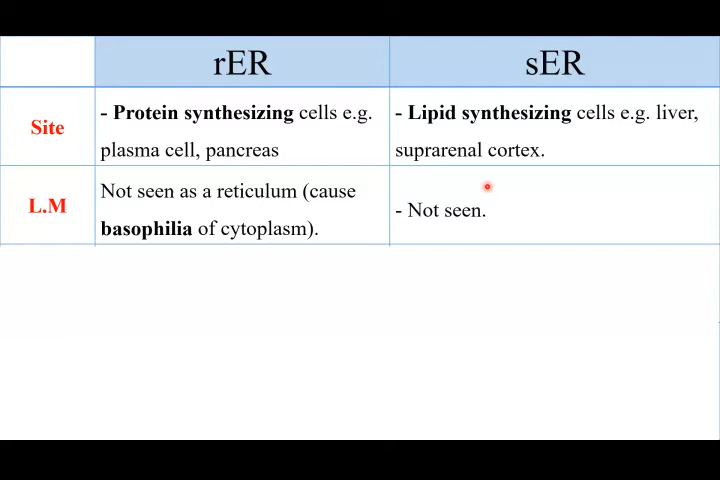 rER
sER
Site
- Protein synthesizing cells e.g.
plasma cell, pancreas
- Lipid synthesizing cells e.g. liver,
suprarenal cortex.
L.M
Not seen as a reticulum (cause
basophilia of cytoplasm).
- Not seen.